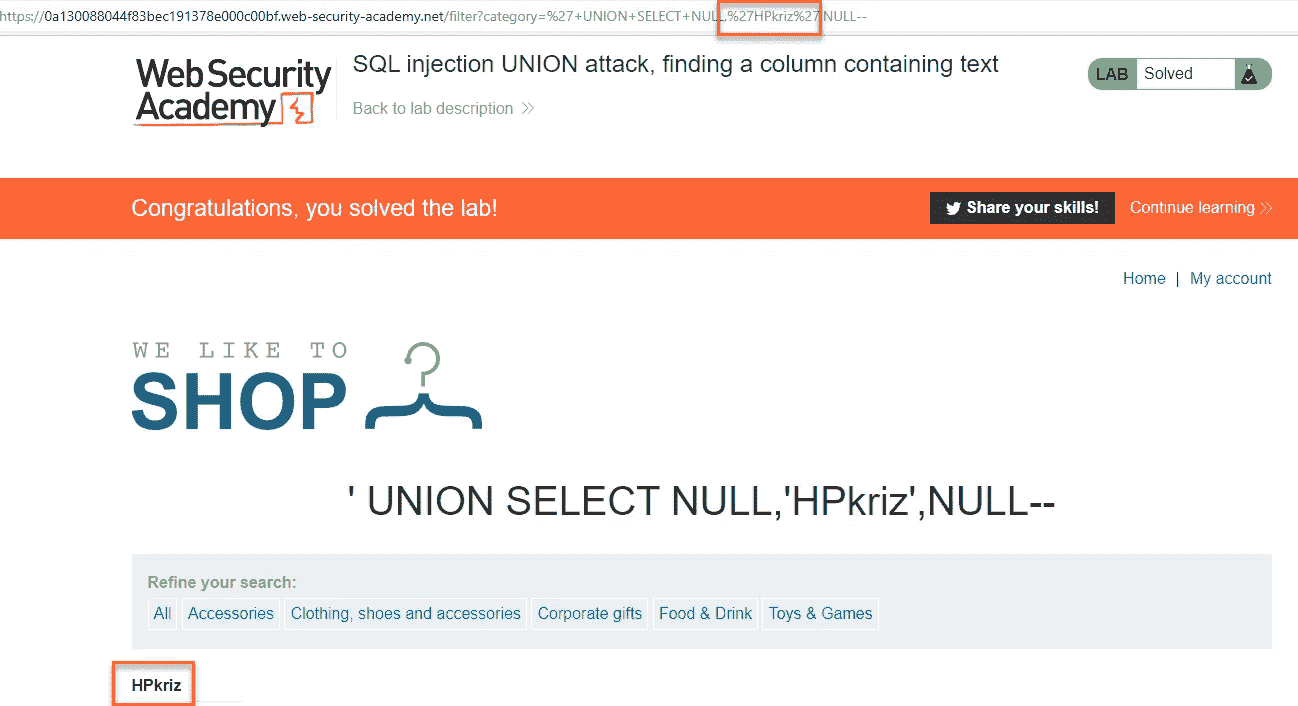 https://0a130088044f83bec191378e000c00bf.web-security-academy.net/filter?category=%27+UNION+SELECT+NULL,%27HPkriz%27,NULL--
WebSecurity
Academy
SQL injection UNION attack, finding a column containing text
Back to lab description
LAB Solved
Congratulations, you solved the lab!
Share your skills! Continue learning
Home | My account
WE LIKE TO
SHOP
' UNION SELECT NULL,'HPkriz',NULL--
Refine your search:
All Accessories Clothing, shoes and accessories Corporate gifts Food & Drink Toys & Games
HPkriz